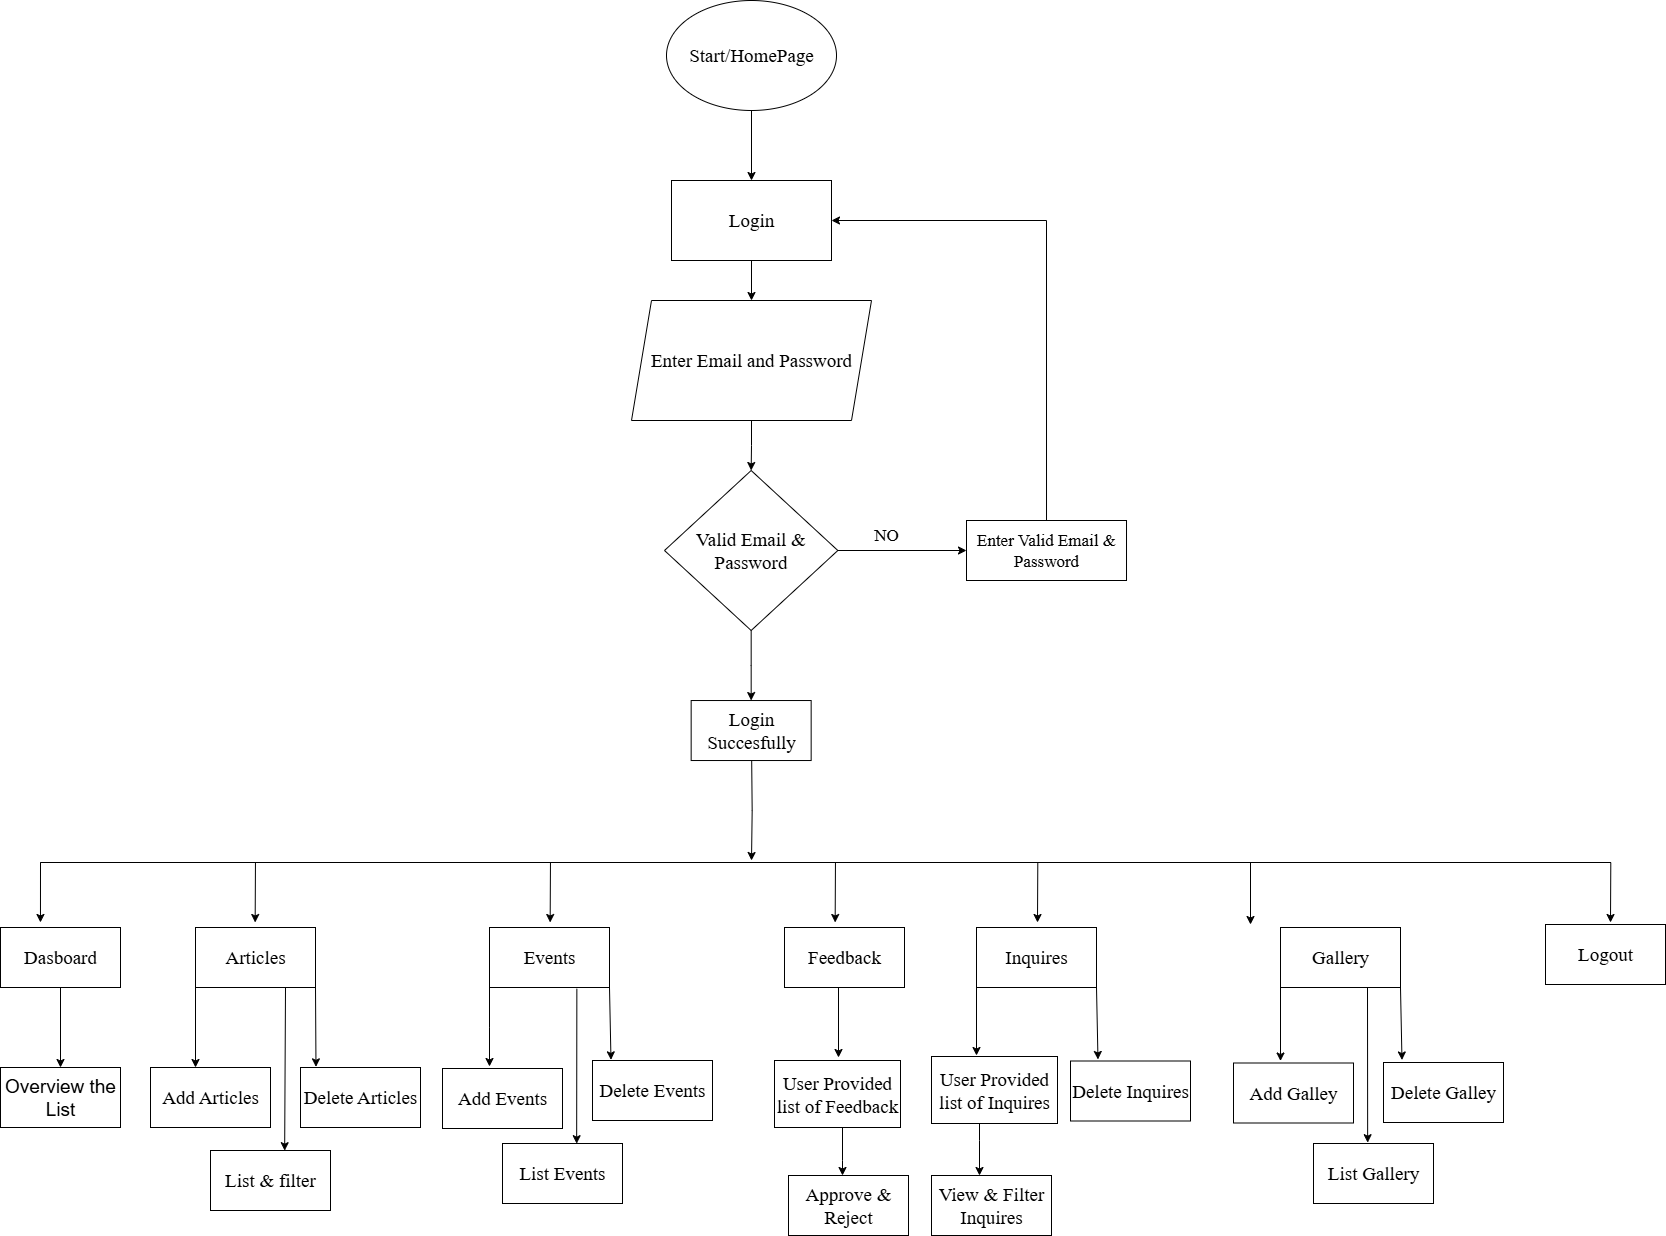 Start/HomePage
Login
Enter Email and Password
Valid Email &
Password
NO
Enter Valid Email &
Password
Login
Succesfully
Dasboard
Articles
Events
Feedback
Inquires
Gallery
Logout
Overview the
List
Add Articles
Delete Articles
List & filter
Add Events
Delete Events
List Events
User Provided
list of Feedback
Approve &
Reject
User Provided
list of Inquires
Delete Inquires
View & Filter
Inquires
Add Galley
Delete Galley
List Gallery